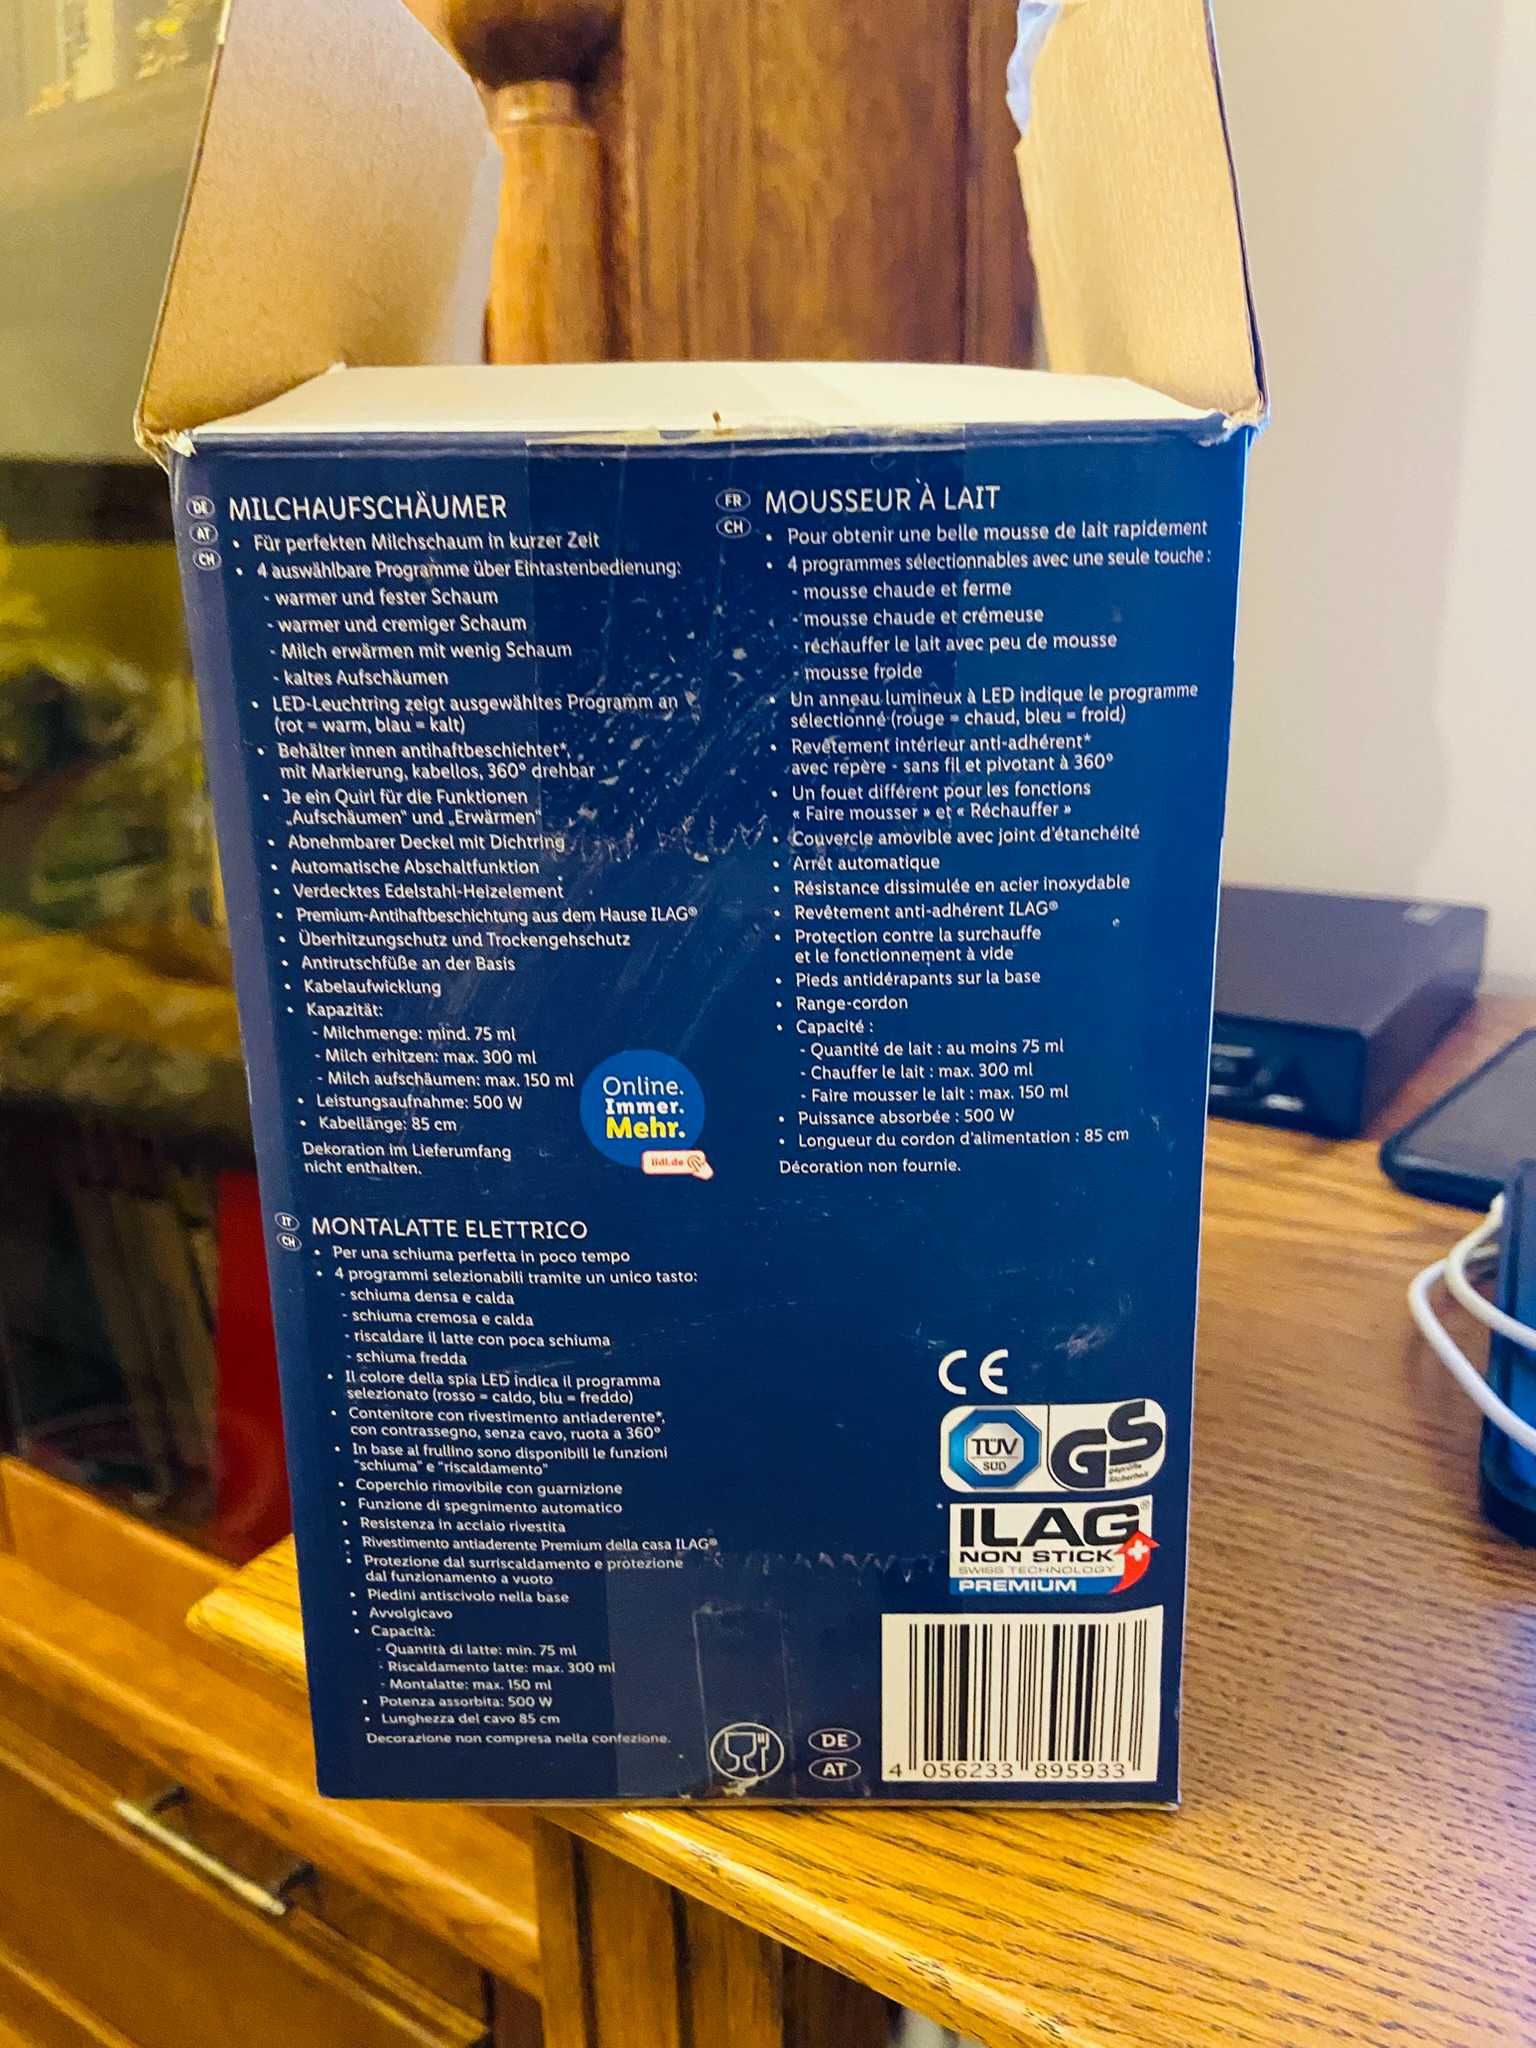 DE
AT
CH
MILCHAUFSCHÄUMER
• Für perfekten Milchschaum in kurzer Zeit
• 4 auswählbare Programme über Eintastenbedienung:
- warmer und fester Schaum
- warmer und cremiger Schaum
- Milch erwärmen mit wenig Schaum
- kaltes Aufschäumen
• LED-Leuchtring zeigt ausgewähltes Programm an
(rot = warm, blau = kalt)
• Behälter innen antihaftbeschichtet*,
mit Markierung, kabellos, 360° drehbar
• Je ein Quirl für die Funktionen
„Aufschäumen" und „Erwärmen"
• Abnehmbarer Deckel mit Dichtring
• Automatische Abschaltfunktion
• Verdecktes Edelstahl-Heizelement
• Premium-Antihaftbeschichtung aus dem Hause ILAG®
• Überhitzungschutz und Trockengehschutz
• Antirutschfüße an der Basis
• Kabelaufwicklung
• Kapazität:
- Milchmenge: mind. 75 ml
- Milch erhitzen: max. 300 ml
- Milch aufschäumen: max. 150 ml
• Leistungsaufnahme: 500 W
• Kabellänge: 85 cm
Dekoration im Lieferumfang
nicht enthalten.
Online.
Immer.
Mehr.
lidl.de
FR
CH
MOUSSEUR À LAIT
• Pour obtenir une belle mousse de lait rapidement
• 4 programmes sélectionnables avec une seule touche :
- mousse chaude et ferme
- mousse chaude et crémeuse
- réchauffer le lait avec peu de mousse
- mousse froide
• Un anneau lumineux à LED indique le programme
sélectionné (rouge = chaud, bleu = froid)
• Revêtement intérieur anti-adhérent*
avec repère - sans fil et pivotant à 360°
• Un fouet différent pour les fonctions
« Faire mousser » et « Réchauffer »
• Couvercle amovible avec joint d'étanchéité
• Arrêt automatique
• Résistance dissimulée en acier inoxydable
• Revêtement anti-adhérent ILAG®
• Protection contre la surchauffe
et le fonctionnement à vide
• Pieds antidérapants sur la base
• Range-cordon
• Capacité :
- Quantité de lait : au moins 75 ml
- Chauffer le lait : max. 300 ml
- Faire mousser le lait : max. 150 ml
• Puissance absorbée : 500 W
• Longueur du cordon d'alimentation : 85 cm
Décoration non fournie.
IT
CH
MONTALATTE ELETTRICO
• Per una schiuma perfetta in poco tempo
• 4 programmi selezionabili tramite un unico tasto:
- schiuma densa e calda
- schiuma cremosa e calda
- riscaldare il latte con poca schiuma
- schiuma fredda
• Il colore della spia LED indica il programma
selezionato (rosso = caldo, blu = freddo)
• Contenitore con rivestimento antiaderente*,
con contrassegno, senza cavo, ruota a 360°
• In base al frullino sono disponibili le funzioni
"schiuma" e "riscaldamento"
• Coperchio rimovibile con guarnizione
• Funzione di spegnimento automatico
• Resistenza in acciaio rivestita
• Rivestimento antiaderente Premium della casa ILAG®
• Protezione dal surriscaldamento e protezione
dal funzionamento a vuoto
• Piedini antiscivolo nella base
• Avvolgicavo
• Capacità:
- Quantità di latte: min. 75 ml
- Riscaldamento latte: max. 300 ml
- Montalatte: max. 150 ml
• Potenza assorbita: 500 W
• Lunghezza del cavo 85 cm
Decorazione non compresa nella confezione.
CE
TÜV
SÜD
GS
geprüfte
Sicherheit
* ILAG®
NON STICK
SWISS TECHNOLOGY
PREMIUM
DE
AT
4 056233 895933